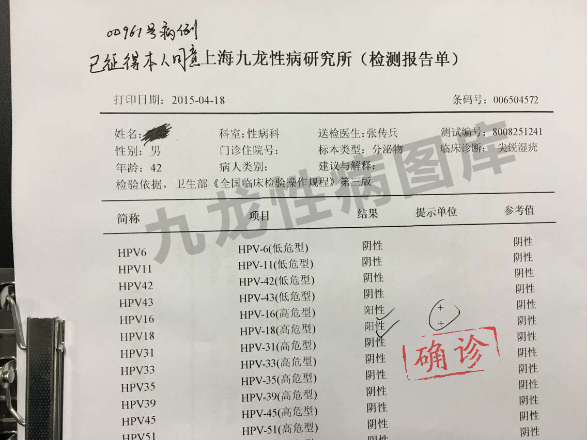 00961号病例
已征得本人同意
上海九龙性病研究所（检测报告单）
打印日期：2015-04-18 条码号：006504572
姓名： 科室：性病科 送检医生：张传兵 测试编号：8008251241
性别：男 门诊住院号： 标本类型：分泌物 临床诊断： 尖锐湿疣
年龄：42 病人类别： 建议与解释：
检验依据，卫生部《全国临床检验操作规程》第三版
简称 项目 结果 提示单位 参考值
HPV6 HPV-6(低危型) 阴性 阴性
HPV11 HPV-11(低危型) 阴性 阴性
HPV42 HPV-42(低危型) 阴性 阴性
HPV43 HPV-43(低危型) 阴性 阴性
HPV16 HPV-16(高危型) 阳性 + 阴性
HPV18 HPV-18(高危型) 阳性 + 阴性
HPV31 HPV-31(高危型) 阴性 阴性
HPV33 HPV-33(高危型) 阴性 阴性
HPV35 HPV-35(高危型) 阴性 阴性
HPV39 HPV-39(高危型) 阴性 阴性
HPV45 HPV-45(高危型) 阴性 阴性
HPV51 HPV-51(高危型) 阴性 阴性
确诊
九龙性病图库